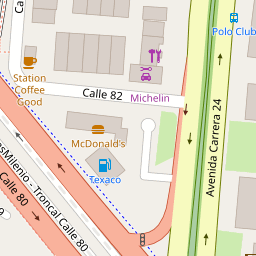 Ca
Polo Club
Station
Coffee
Good
Calle 82
Michelin
McDonald's
Texaco
Avenida Carrera 24
sMilenio - Troncal Calle 80
Calle 80